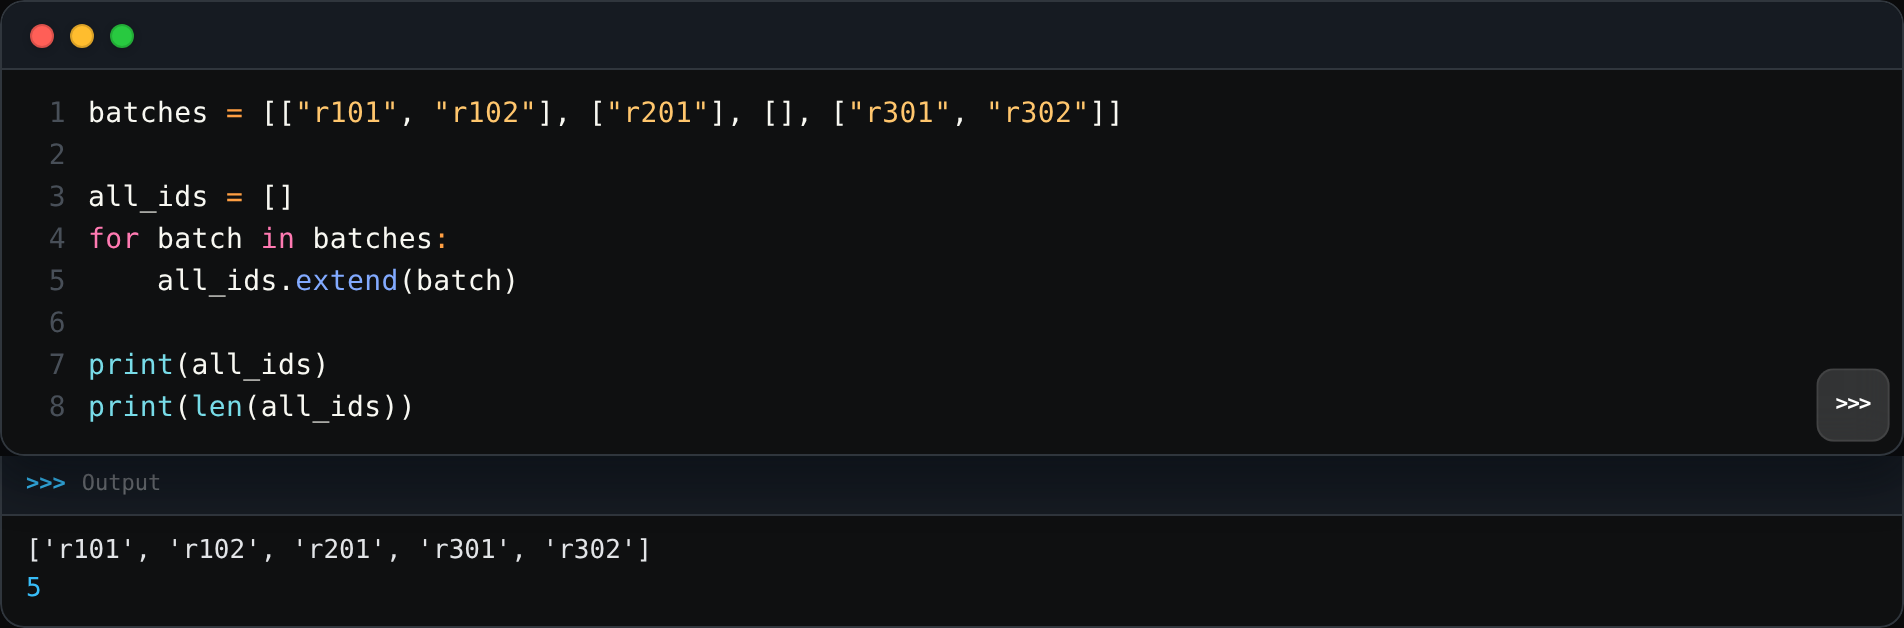 1 batches = [["r101", "r102"], ["r201"], [], ["r301", "r302"]]
2
3 all_ids = []
4 for batch in batches:
5     all_ids.extend(batch)
6
7 print(all_ids)
8 print(len(all_ids))
>>>
>>> Output
['r101', 'r102', 'r201', 'r301', 'r302']
5